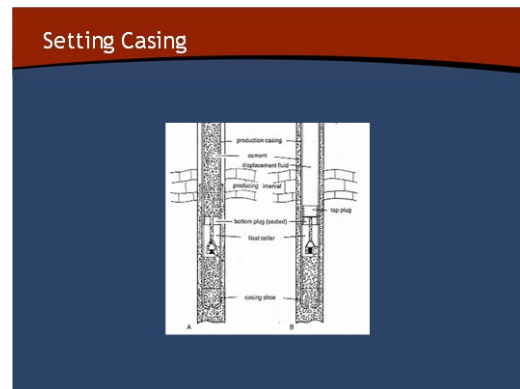 Setting Casing
production casing
cement
displacement fluid
producing interval
top plug
bottom plug (seated)
float collar
casing shoe
A B